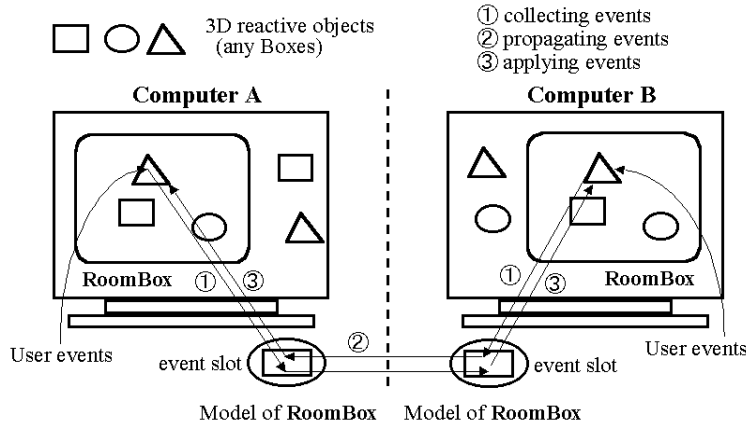 3D reactive objects
(any Boxes)
① collecting events
② propagating events
③ applying events
Computer A
Computer B
RoomBox
① ③
① ③
RoomBox
User events
②
User events
event slot
event slot
Model of RoomBox
Model of RoomBox